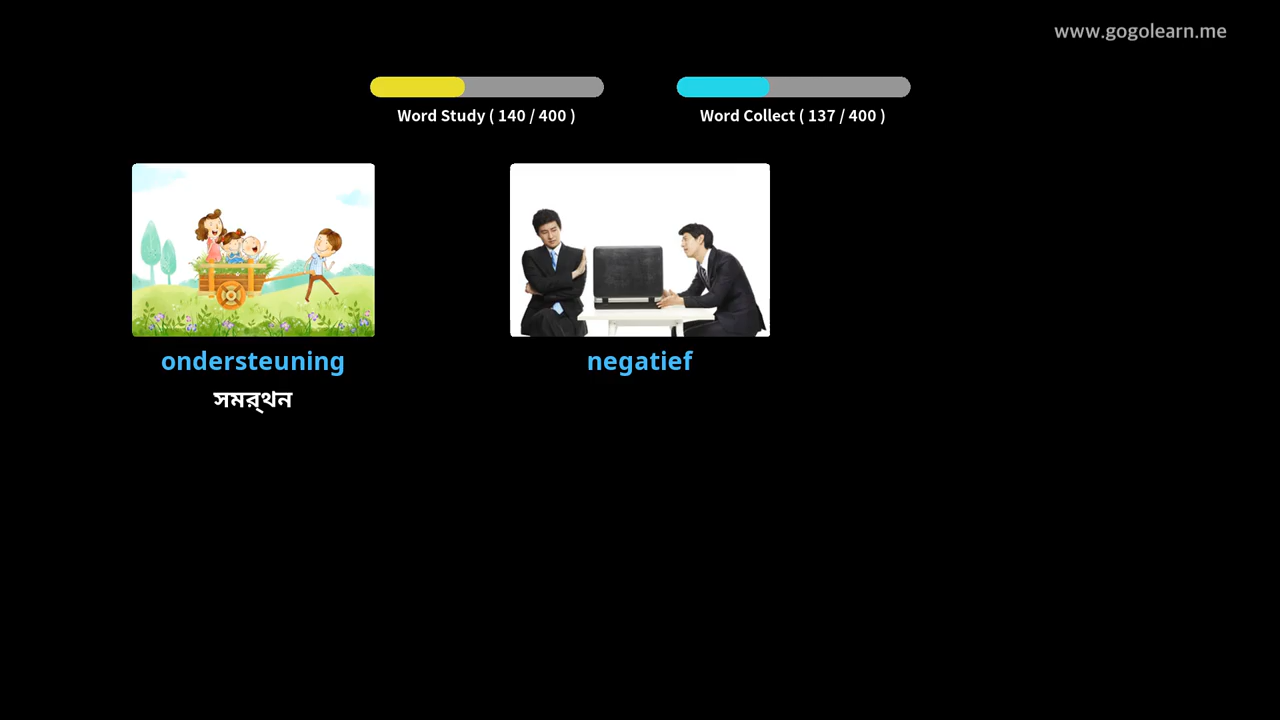 www.gogolearn.me
Word Study ( 140 / 400 )
Word Collect ( 137 / 400 )
ondersteuning
negatief
সমর্থন